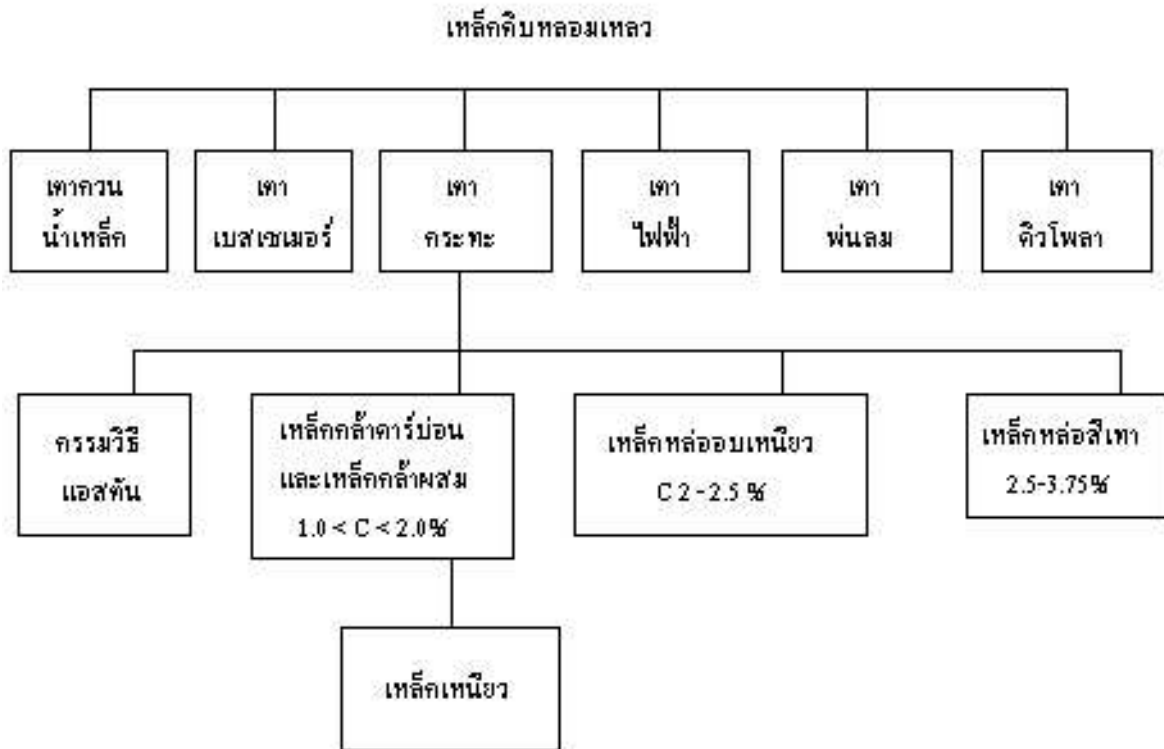 เหล็กดิบหลอมเหลว
เตากวน
น้ำเหล็ก
เตา
เบสเซเมอร์
เตา
กระทะ
เตา
ไฟฟ้า
เตา
พ่นลม
เตา
คิวโพลา
กรรมวิธี
แอสตัน
เหล็กกล้าคาร์บ่อน
และเหล็กกล้าผสม
1.0 < C < 2.0%
เหล็กหล่ออบเหนียว
C 2 - 2.5 %
เหล็กหล่อสีเทา
2.5-3.75%
เหล็กเหนียว